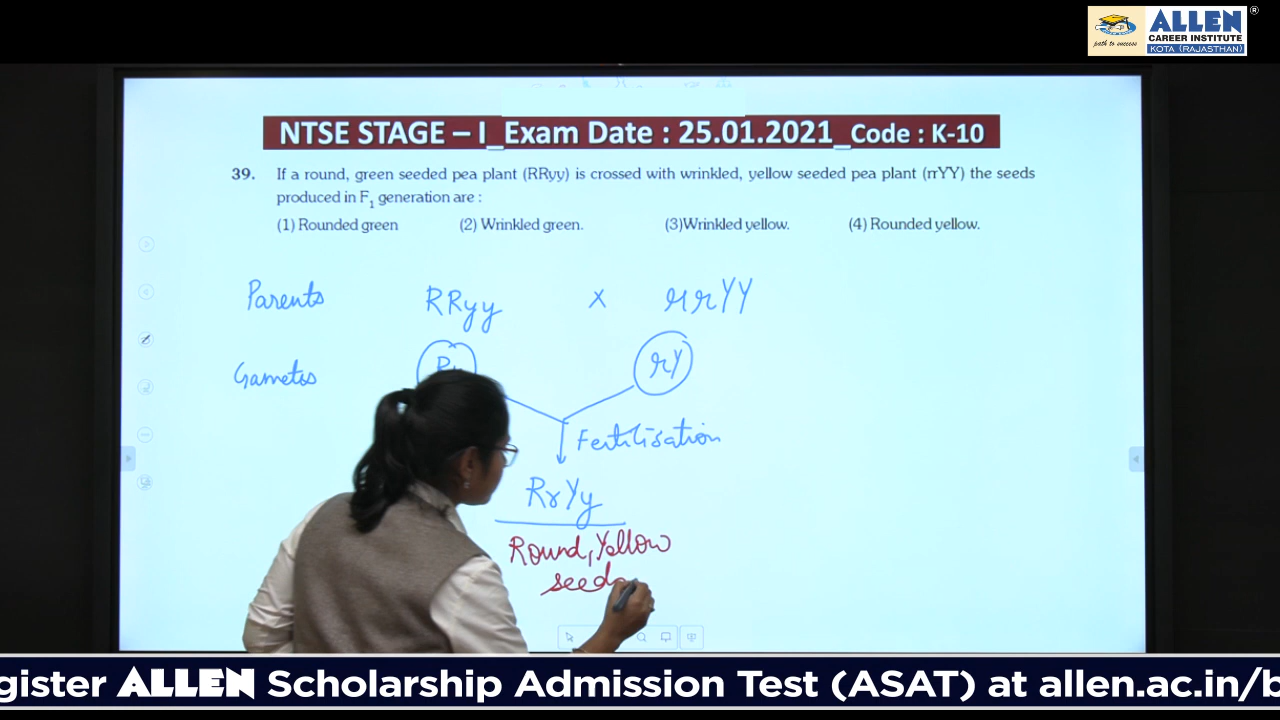 ALLEN ®
CAREER INSTITUTE
path to success KOTA (RAJASTHAN)
NTSE STAGE – I_Exam Date : 25.01.2021_Code : K-10
39. If a round, green seeded pea plant (RRyy) is crossed with wrinkled, yellow seeded pea plant (rrYY) the seeds
produced in F1 generation are :
(1) Rounded green (2) Wrinkled green. (3)Wrinkled yellow. (4) Rounded yellow.
Parents RRyy x rrYY
Gametes rY
Fertilisation
RrYy
Round, Yellow
seed
gister ALLEN Scholarship Admission Test (ASAT) at allen.ac.in/b